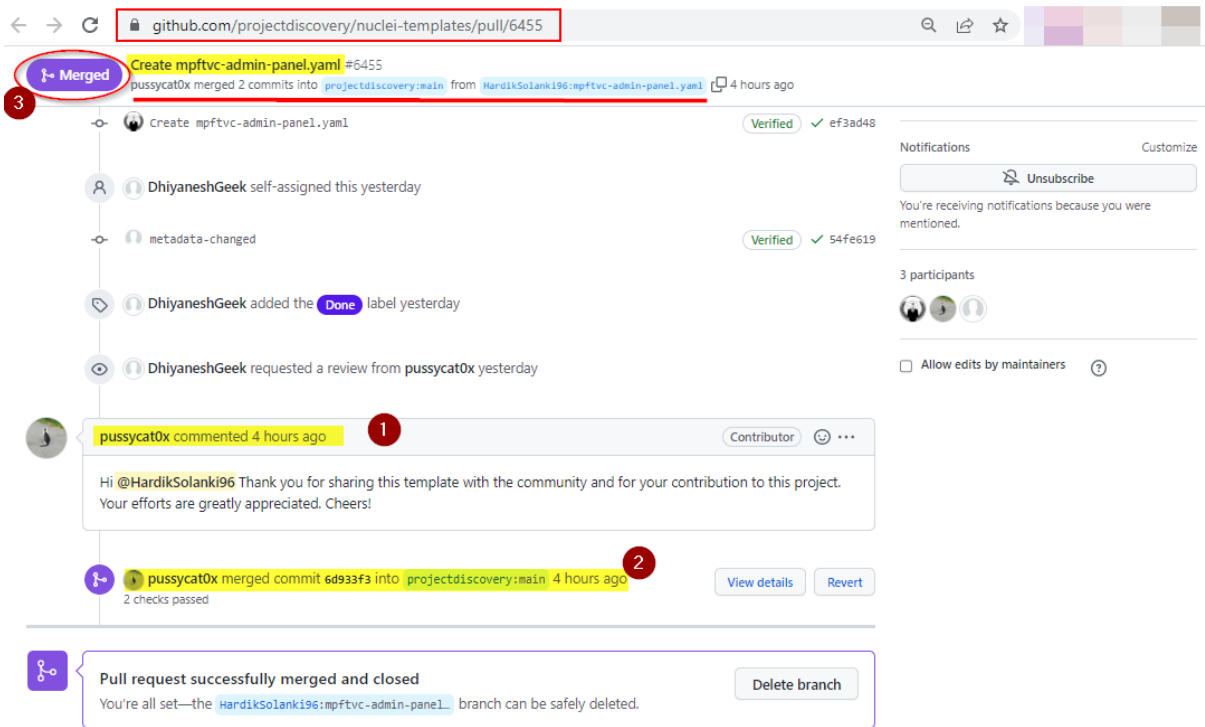 github.com/projectdiscovery/nuclei-templates/pull/6455
Merged
Create mpftvc-admin-panel.yaml #6455
pussycat0x merged 2 commits into projectdiscovery:main from HardikSolanki96:mpftvc-admin-panel.yaml 4 hours ago
3
Create mpftvc-admin-panel.yaml
Verified ef3ad48
Notifications
Customize
DhiyaneshGeek self-assigned this yesterday
Unsubscribe
You're receiving notifications because you were
mentioned.
metadata-changed
Verified 54fe619
3 participants
DhiyaneshGeek added the Done label yesterday
DhiyaneshGeek requested a review from pussycat0x yesterday
Allow edits by maintainers
?
pussycat0x commented 4 hours ago
1
Contributor
Hi @HardikSolanki96 Thank you for sharing this template with the community and for your contribution to this project.
Your efforts are greatly appreciated. Cheers!
2
pussycat0x merged commit 6d933f3 into projectdiscovery:main 4 hours ago
View details
Revert
2 checks passed
Pull request successfully merged and closed
You're all set—the HardikSolanki96:mpftvc-admin-panel… branch can be safely deleted.
Delete branch